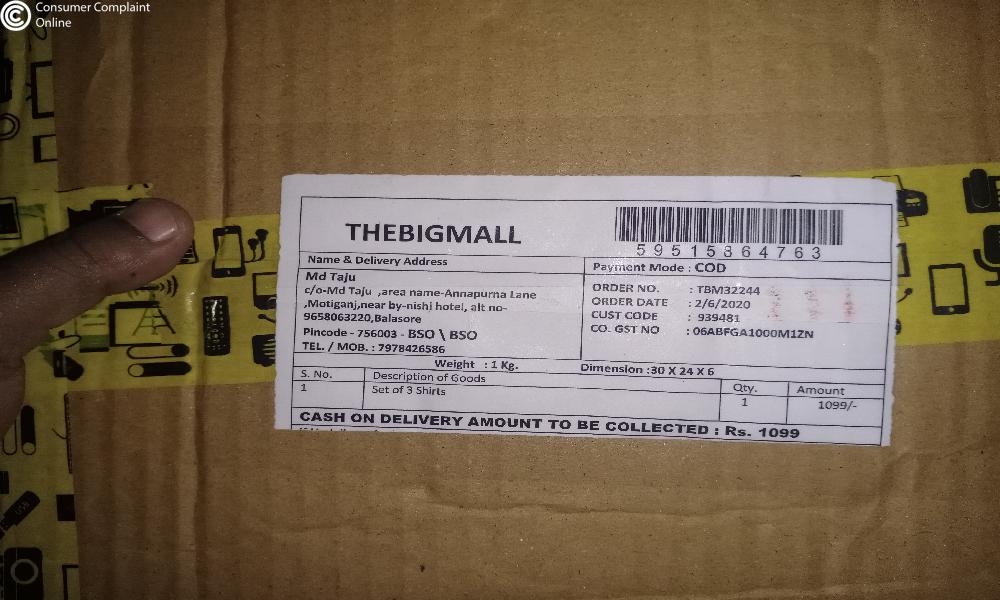 Consumer Complaint
Online
THEBIGMALL
59515864763
Name & Delivery Address
Payment Mode : COD
Md Taju
c/o-Md Taju ,area name-Annapurna Lane
,Motiganj,near by-nishi hotel, alt no-
9658063220,Balasore
Pincode - 756003 - BSO \ BSO
TEL. / MOB. : 7978426586
ORDER NO. : TBM32244
ORDER DATE : 2/6/2020
CUST CODE : 939481
CO. GST NO : 06ABFGA1000M1ZN
Weight : 1 Kg. Dimension :30 X 24 X 6
S. No. Description of Goods Qty. Amount
1 Set of 3 Shirts 1 1099/-
CASH ON DELIVERY AMOUNT TO BE COLLECTED : Rs. 1099
USB